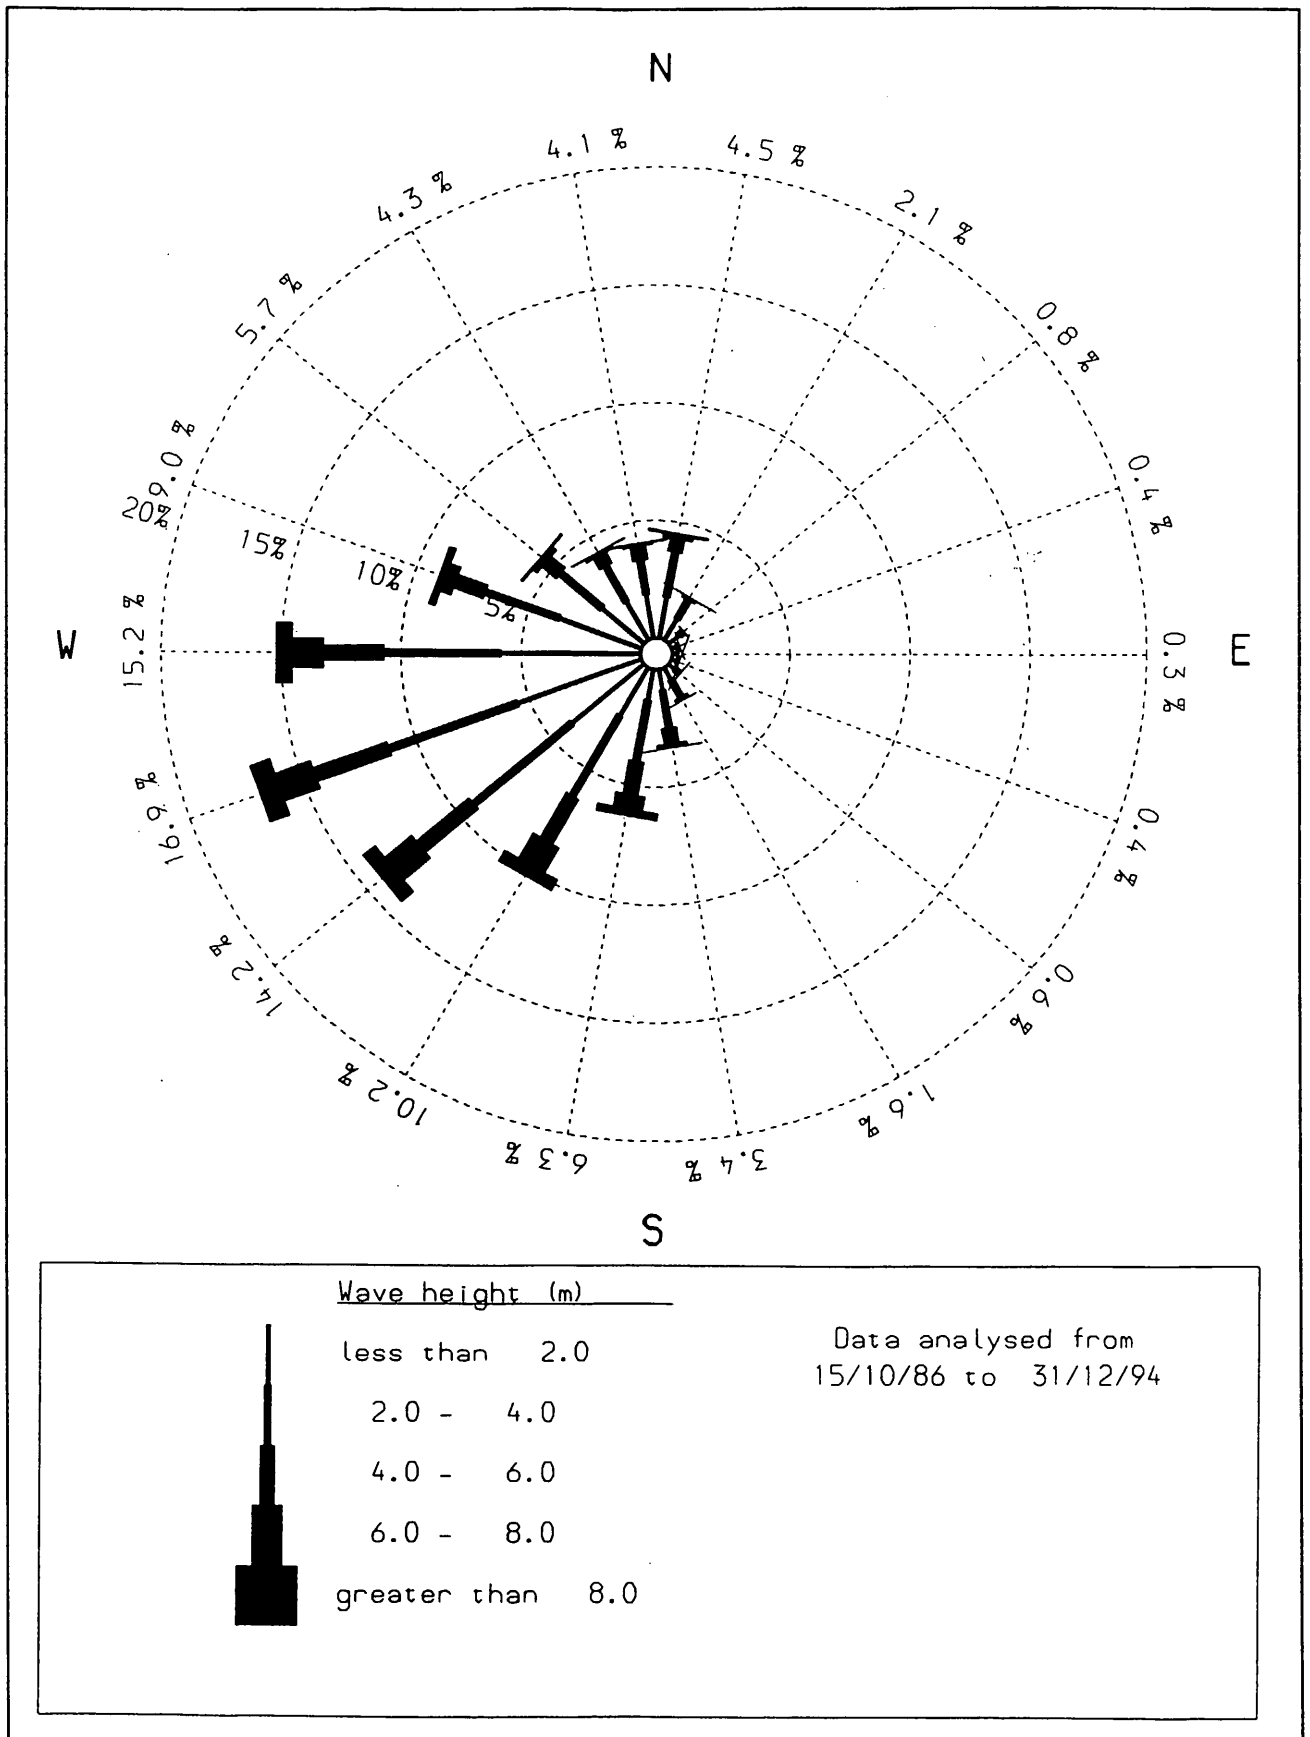 N
4.1 %
4.5 %
4.3 %
2.1 %
5.7 %
0.8 %
9.0 %
0.4 %
20%
15%
10%
5%
W
15.2 %
0.3 %
E
16.9 %
0.4 %
14.2 %
0.6 %
10.2 %
1.6 %
6.3 %
3.4 %
S
Wave height (m)
less than 2.0
2.0 - 4.0
4.0 - 6.0
6.0 - 8.0
greater than 8.0
Data analysed from
15/10/86 to 31/12/94